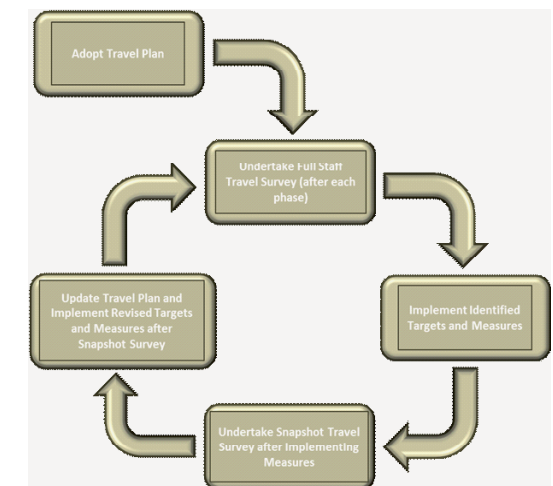 Adopt Travel Plan
Undertake Full Staff
Travel Survey (after each
phase)
Implement Identified
Targets and Measures
Undertake Snapshot Travel
Survey after Implementing
Measures
Update Travel Plan and
Implement Revised Targets
and Measures after
Snapshot Survey